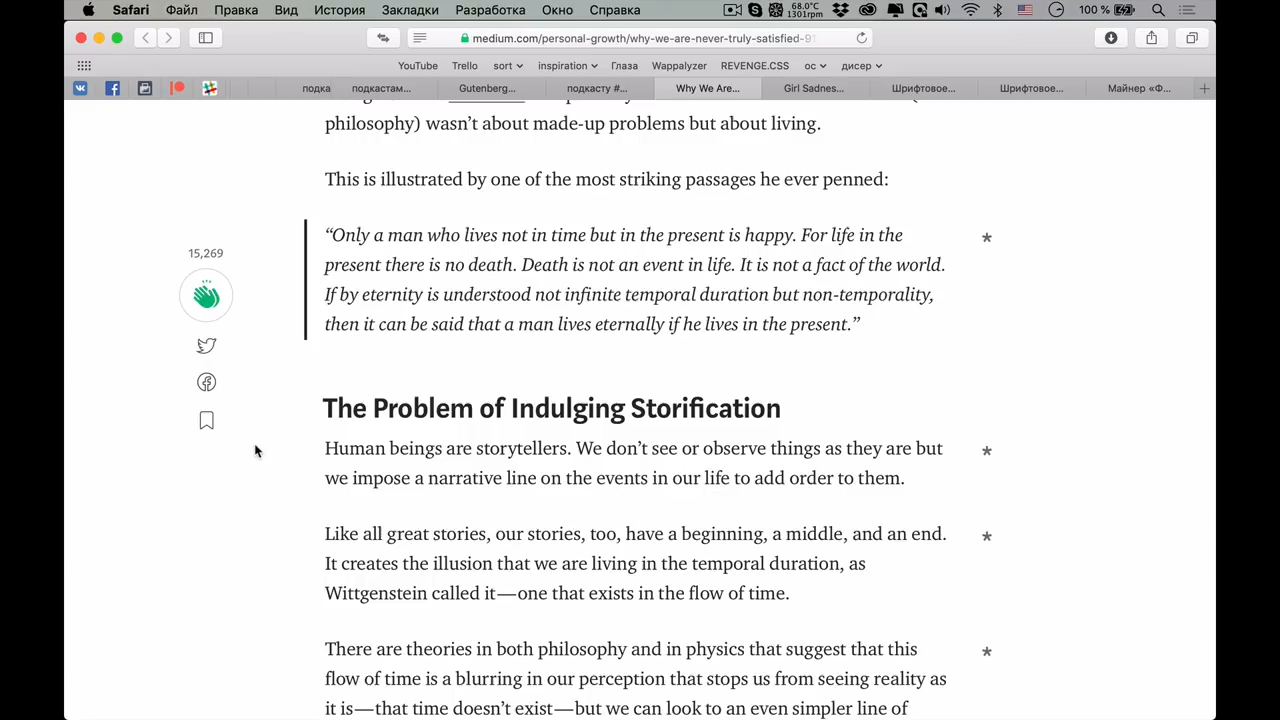 Safari Файл Правка Вид История Закладки Разработка Окно Справка 68.0°C 1301rpm 100 %
medium.com/personal-growth/why-we-are-never-truly-satisfied-91
YouTube Trello sort inspiration Глаза Wappalyzer REVENGE.CSS ос дисер
подка подкастам... Gutenberg... подкасту #... Why We Are... Girl Sadnes... Шрифтовое... Шрифтовое... Майнер «Ф...
philosophy) wasn’t about made-up problems but about living.
This is illustrated by one of the most striking passages he ever penned:
“Only a man who lives not in time but in the present is happy. For life in the
present there is no death. Death is not an event in life. It is not a fact of the world.
If by eternity is understood not infinite temporal duration but non-temporality,
then it can be said that a man lives eternally if he lives in the present.”
15,269
The Problem of Indulging Storification
Human beings are storytellers. We don’t see or observe things as they are but
we impose a narrative line on the events in our life to add order to them.
Like all great stories, our stories, too, have a beginning, a middle, and an end.
It creates the illusion that we are living in the temporal duration, as
Wittgenstein called it — one that exists in the flow of time.
There are theories in both philosophy and in physics that suggest that this
flow of time is a blurring in our perception that stops us from seeing reality as
it is — that time doesn’t exist — but we can look to an even simpler line of